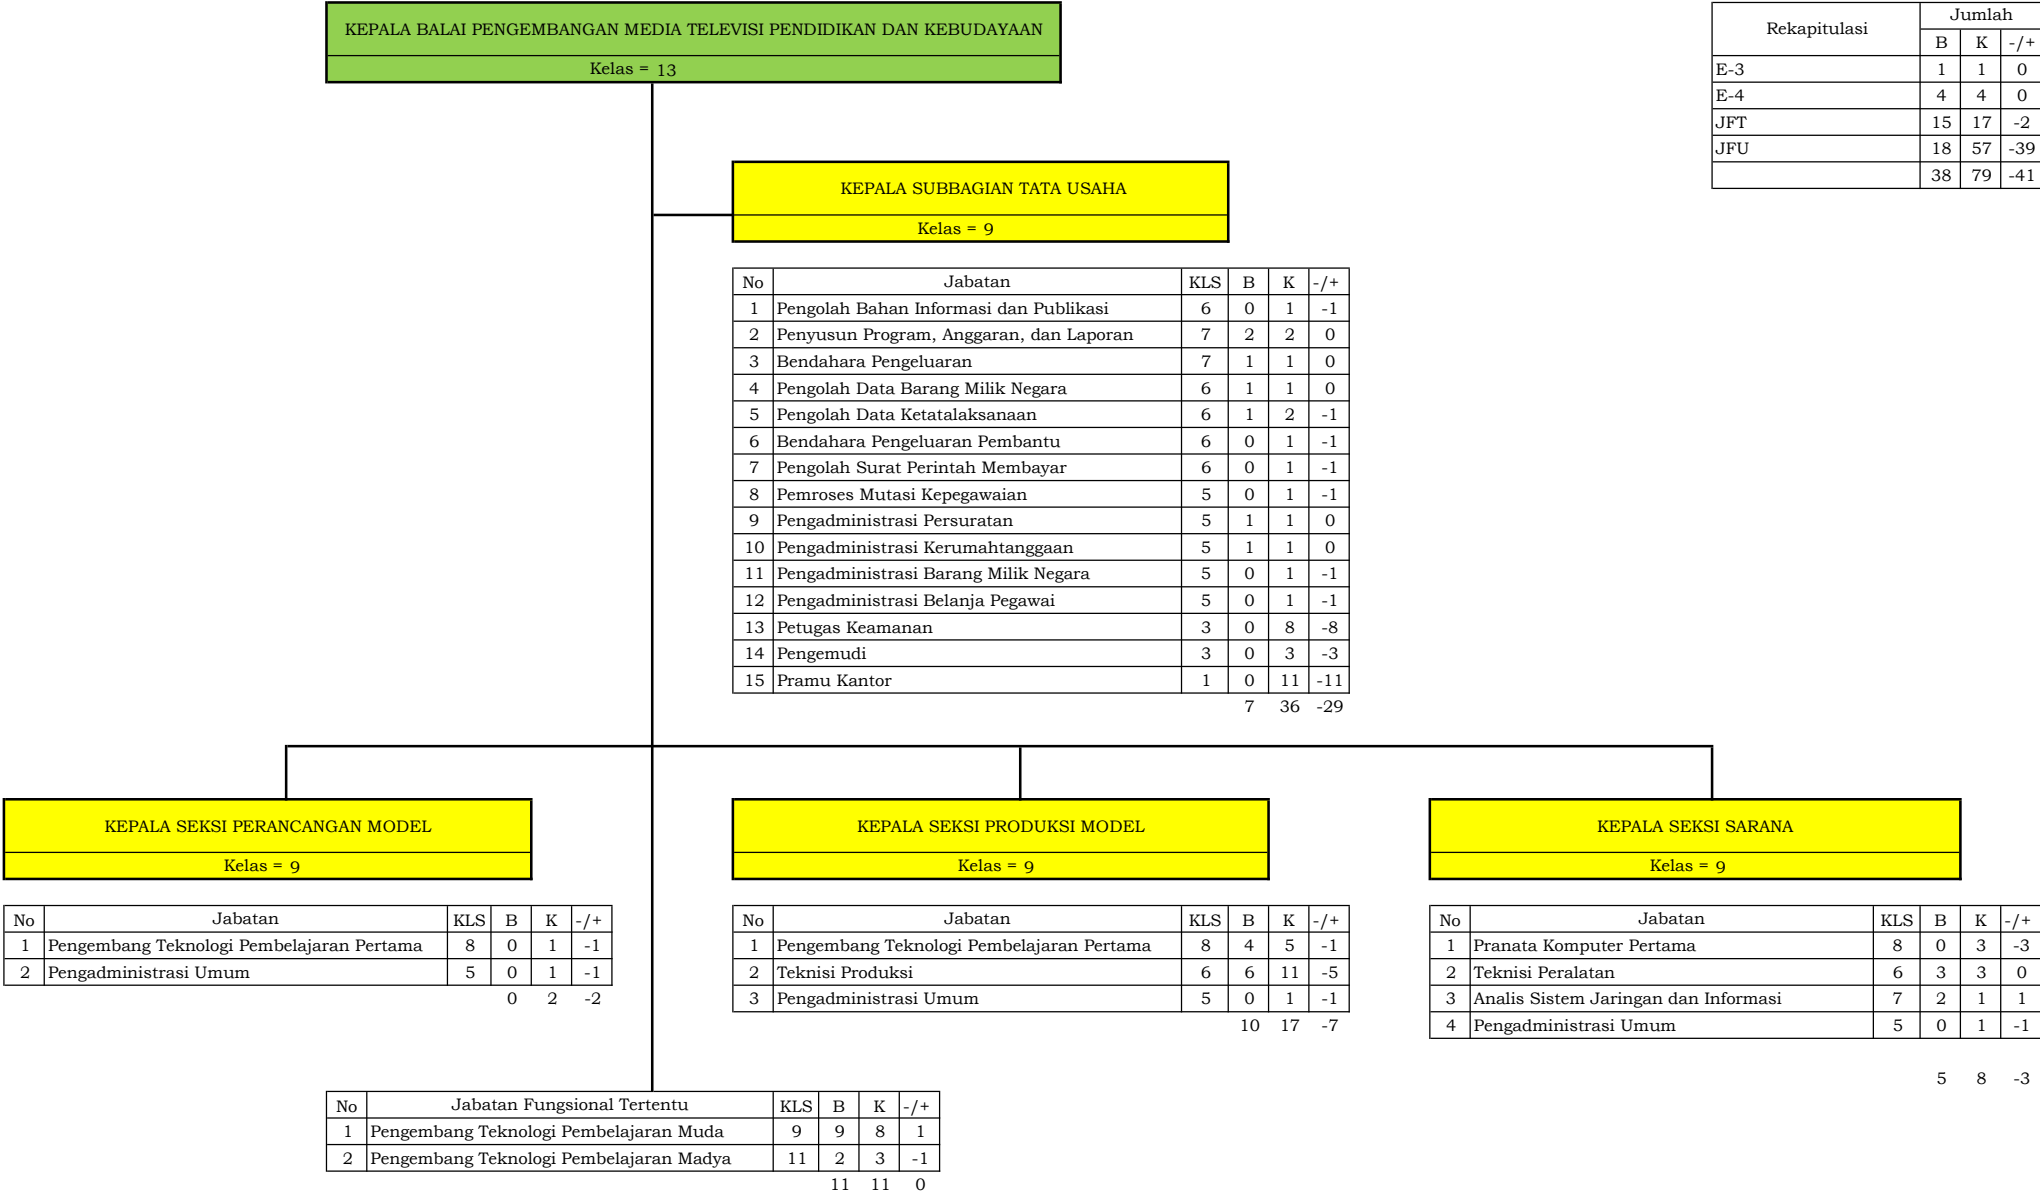 KEPALA BALAI PENGEMBANGAN MEDIA TELEVISI PENDIDIKAN DAN KEBUDAYAAN
Kelas = 13
Rekapitulasi Jumlah
B K -/+
E-3 1 1 0
E-4 4 4 0
JFT 15 17 -2
JFU 18 57 -39
38 79 -41
KEPALA SUBBAGIAN TATA USAHA
Kelas = 9
No Jabatan KLS B K -/+
1 Pengolah Bahan Informasi dan Publikasi 6 0 1 -1
2 Penyusun Program, Anggaran, dan Laporan 7 2 2 0
3 Bendahara Pengeluaran 7 1 1 0
4 Pengolah Data Barang Milik Negara 6 1 1 0
5 Pengolah Data Ketatalaksanaan 6 1 2 -1
6 Bendahara Pengeluaran Pembantu 6 0 1 -1
7 Pengolah Surat Perintah Membayar 6 0 1 -1
8 Pemroses Mutasi Kepegawaian 5 0 1 -1
9 Pengadministrasi Persuratan 5 1 1 0
10 Pengadministrasi Kerumahtanggaan 5 1 1 0
11 Pengadministrasi Barang Milik Negara 5 0 1 -1
12 Pengadministrasi Belanja Pegawai 5 0 1 -1
13 Petugas Keamanan 3 0 8 -8
14 Pengemudi 3 0 3 -3
15 Pramu Kantor 1 0 11 -11
7 36 -29
KEPALA SEKSI PERANCANGAN MODEL
Kelas = 9
No Jabatan KLS B K -/+
1 Pengembang Teknologi Pembelajaran Pertama 8 0 1 -1
2 Pengadministrasi Umum 5 0 1 -1
0 2 -2
KEPALA SEKSI PRODUKSI MODEL
Kelas = 9
No Jabatan KLS B K -/+
1 Pengembang Teknologi Pembelajaran Pertama 8 4 5 -1
2 Teknisi Produksi 6 6 11 -5
3 Pengadministrasi Umum 5 0 1 -1
10 17 -7
KEPALA SEKSI SARANA
Kelas = 9
No Jabatan KLS B K -/+
1 Pranata Komputer Pertama 8 0 3 -3
2 Teknisi Peralatan 6 3 3 0
3 Analis Sistem Jaringan dan Informasi 7 2 1 1
4 Pengadministrasi Umum 5 0 1 -1
5 8 -3
No Jabatan Fungsional Tertentu KLS B K -/+
1 Pengembang Teknologi Pembelajaran Muda 9 9 8 1
2 Pengembang Teknologi Pembelajaran Madya 11 2 3 -1
11 11 0